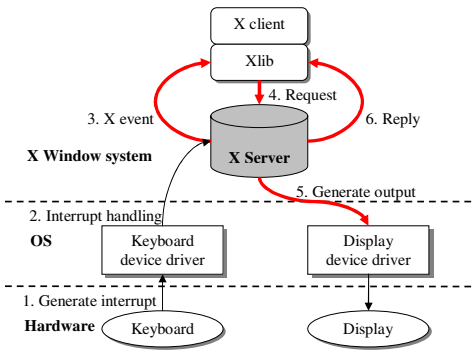 X client
Xlib
4. Request
3. X event
6. Reply
X Window system
X Server
5. Generate output
2. Interrupt handling
OS
Keyboard
device driver
Display
device driver
1. Generate interrupt
Hardware
Keyboard
Display